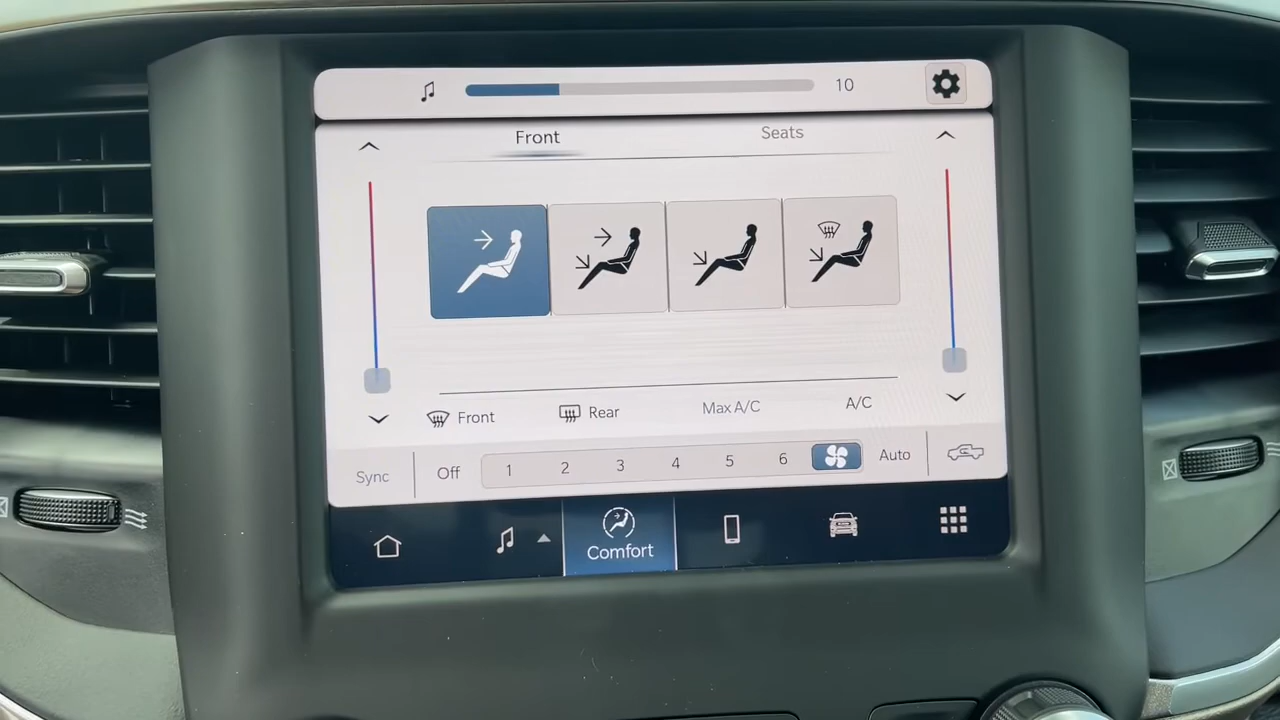 10
Front Seats
Front Rear Max A/C A/C
Sync Off 1 2 3 4 5 6 Auto
Comfort